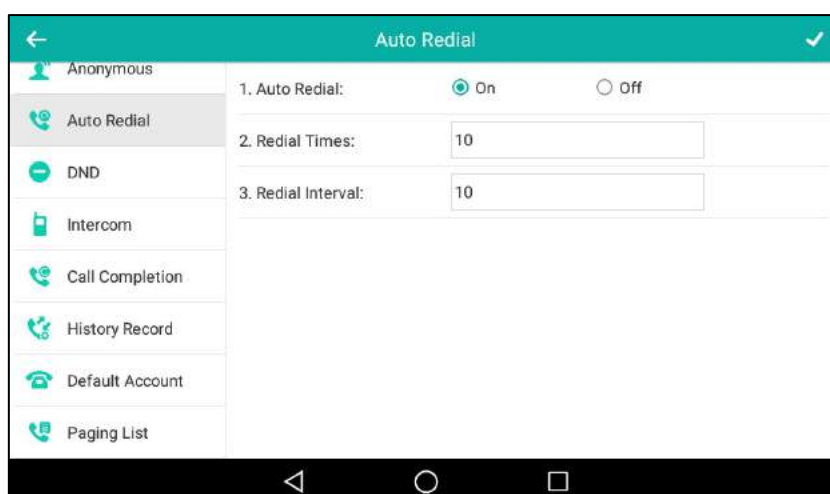 Auto Redial
Anonymous
Auto Redial
DND
Intercom
Call Completion
History Record
Default Account
Paging List
1. Auto Redial: On Off
2. Redial Times: 10
3. Redial Interval: 10